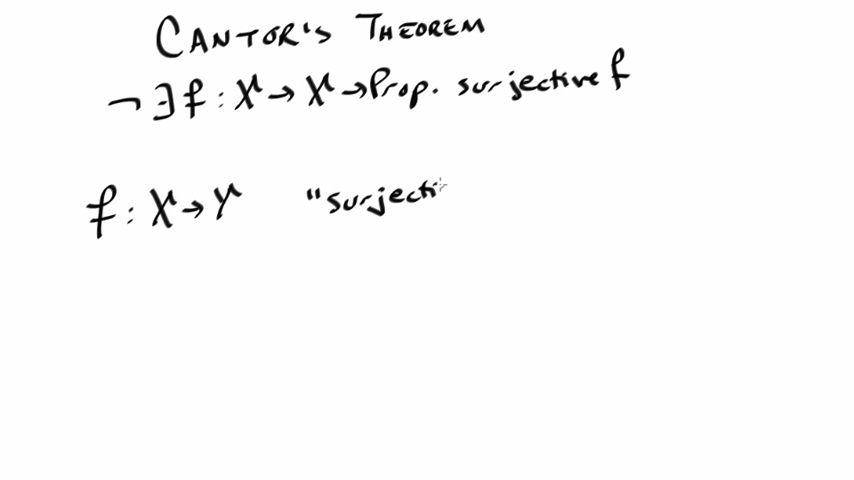 CANTOR'S THEOREM
¬∃f : X → X → Prop. surjective f
f : X → Y "surjecti